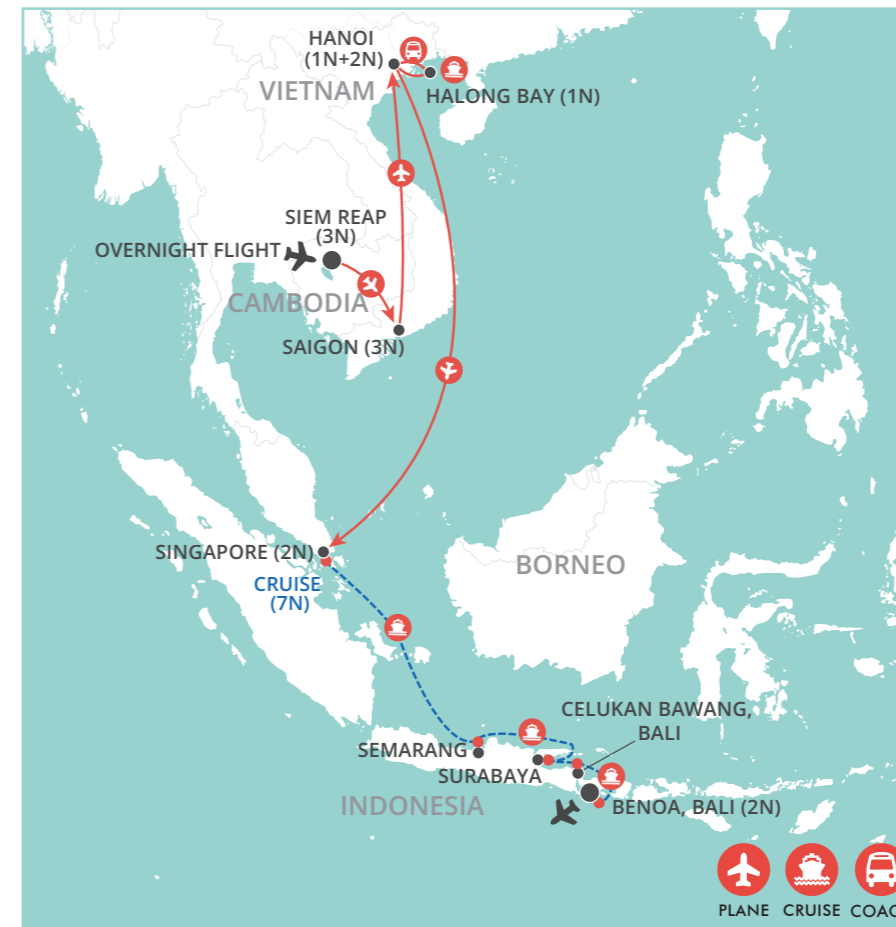 HANOI
(1N+2N)
VIETNAM
HALONG BAY (1N)
SIEM REAP
(3N)
OVERNIGHT FLIGHT
CAMBODIA
SAIGON (3N)
SINGAPORE (2N)
CRUISE
(7N)
BORNEO
CELUKAN BAWANG,
BALI
SEMARANG
SURABAYA
INDONESIA
BENOA, BALI (2N)
PLANE CRUISE COAC